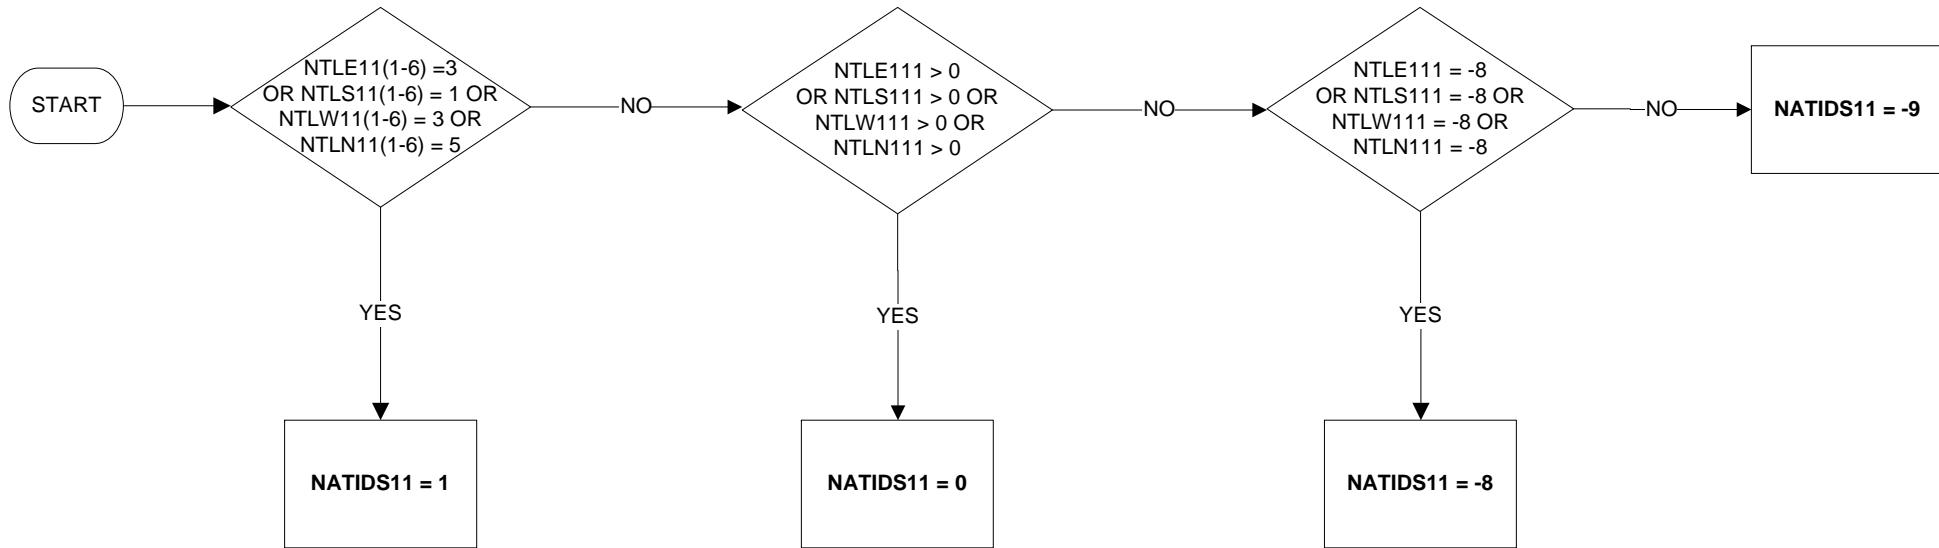 START
NTLE11(1-6) =3
OR NTLS11(1-6) = 1 OR
NTLW11(1-6) = 3 OR
NTLN11(1-6) = 5
NO
NTLE111 > 0
OR NTLS111 > 0 OR
NTLW111 > 0 OR
NTLN111 > 0
NO
NTLE111 = -8
OR NTLS111 = -8 OR
NTLW111 = -8 OR
NTLN111 = -8
NO
NATIDS11 = -9
YES
YES
YES
NATIDS11 = 1
NATIDS11 = 0
NATIDS11 = -8